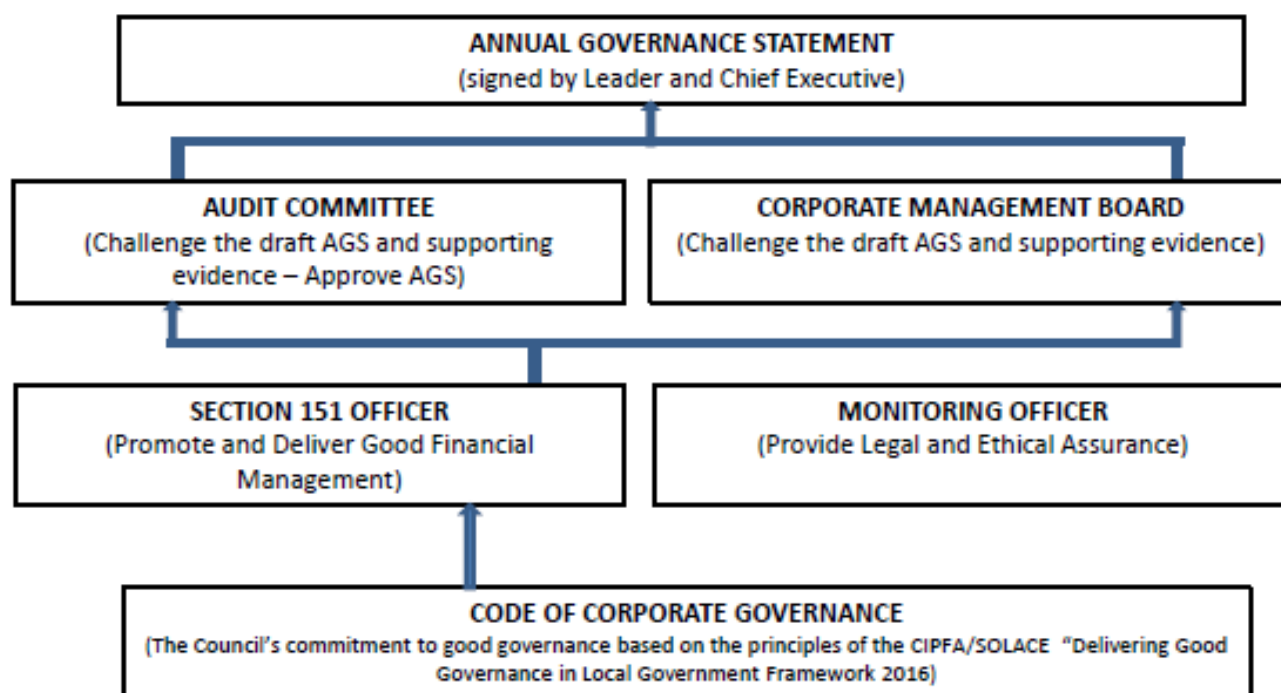 ANNUAL GOVERNANCE STATEMENT
(signed by Leader and Chief Executive)
AUDIT COMMITTEE
(Challenge the draft AGS and supporting
evidence – Approve AGS)
CORPORATE MANAGEMENT BOARD
(Challenge the draft AGS and supporting evidence)
SECTION 151 OFFICER
(Promote and Deliver Good Financial
Management)
MONITORING OFFICER
(Provide Legal and Ethical Assurance)
CODE OF CORPORATE GOVERNANCE
(The Council’s commitment to good governance based on the principles of the CIPFA/SOLACE “Delivering Good
Governance in Local Government Framework 2016)